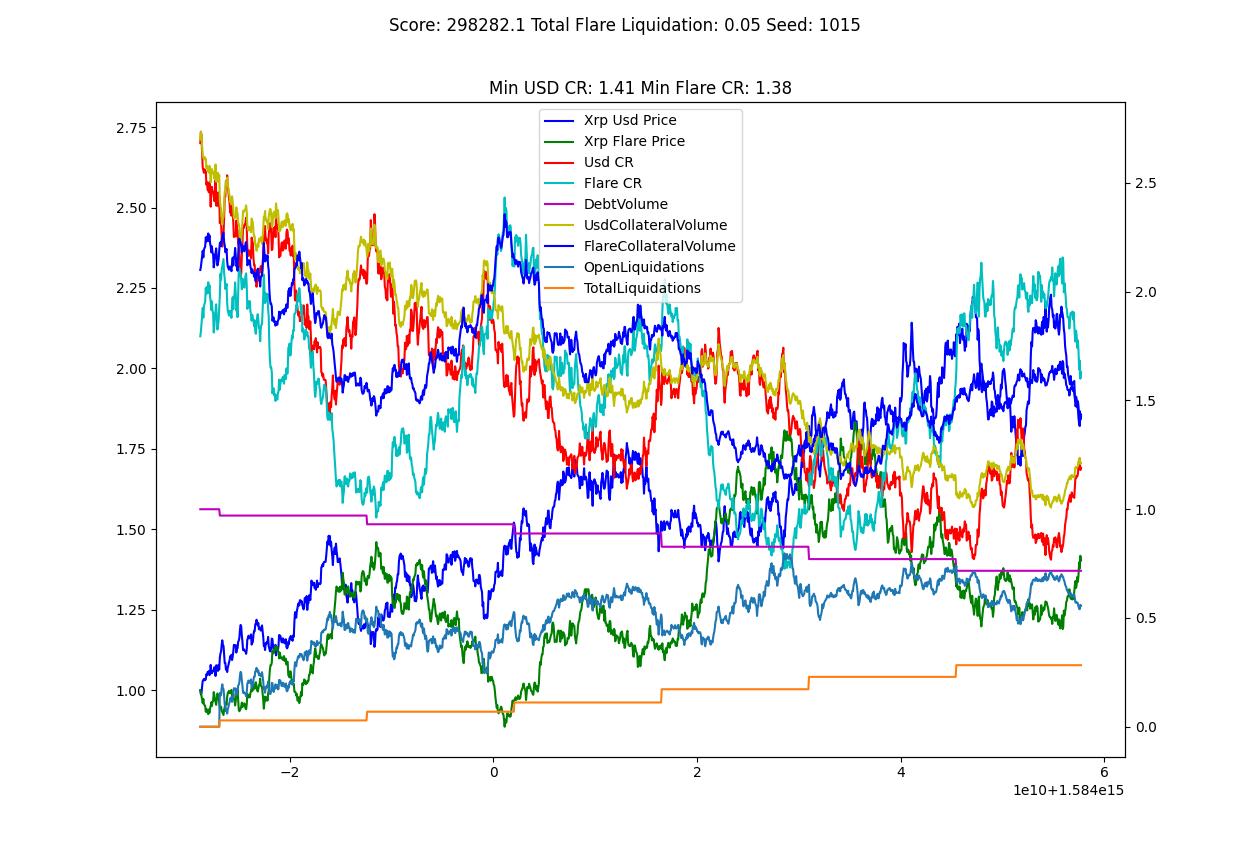 Score: 298282.1 Total Flare Liquidation: 0.05 Seed: 1015
Min USD CR: 1.41 Min Flare CR: 1.38
Xrp Usd Price
Xrp Flare Price
Usd CR
Flare CR
DebtVolume
UsdCollateralVolume
FlareCollateralVolume
OpenLiquidations
TotalLiquidations
2.75
2.50
2.25
2.00
1.75
1.50
1.25
1.00
2.5
2.0
1.5
1.0
0.5
0.0
−2 0 2 4 6
1e10+1.584e15